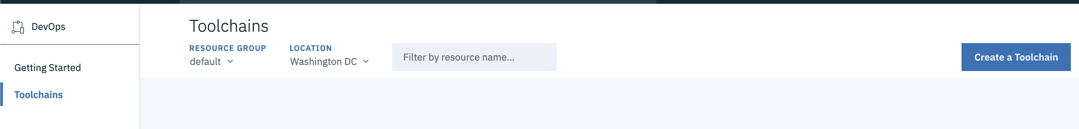 DevOps
Getting Started
Toolchains
Toolchains
RESOURCE GROUP
default
LOCATION
Washington DC
Filter by resource name...
Create a Toolchain